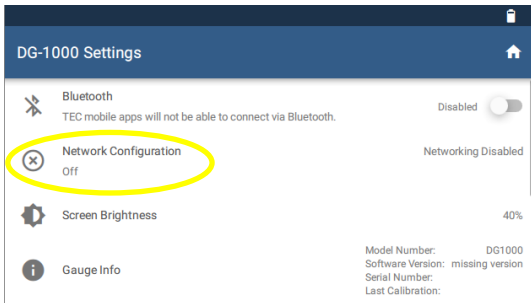 DG-1000 Settings
Bluetooth
TEC mobile apps will not be able to connect via Bluetooth.
Disabled
Network Configuration
Off
Networking Disabled
Screen Brightness
40%
Gauge Info
Model Number: DG1000
Software Version: missing version
Serial Number:
Last Calibration: